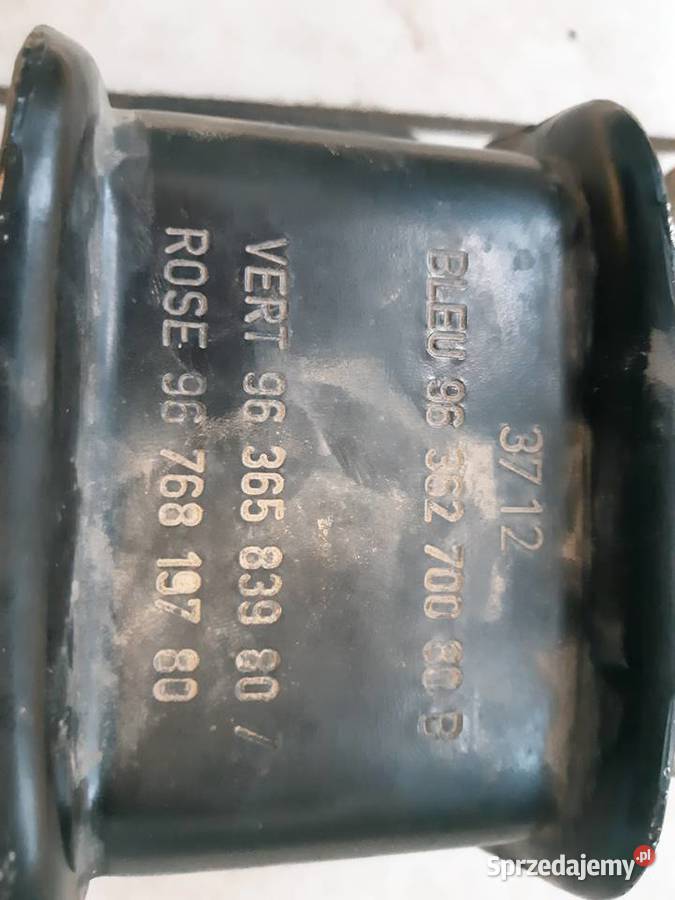 3712
BLEU 96 362 700 80 B
VERT 96 365 839 80 /
ROSE 96 768 197 80
Sprzedajemy.pl